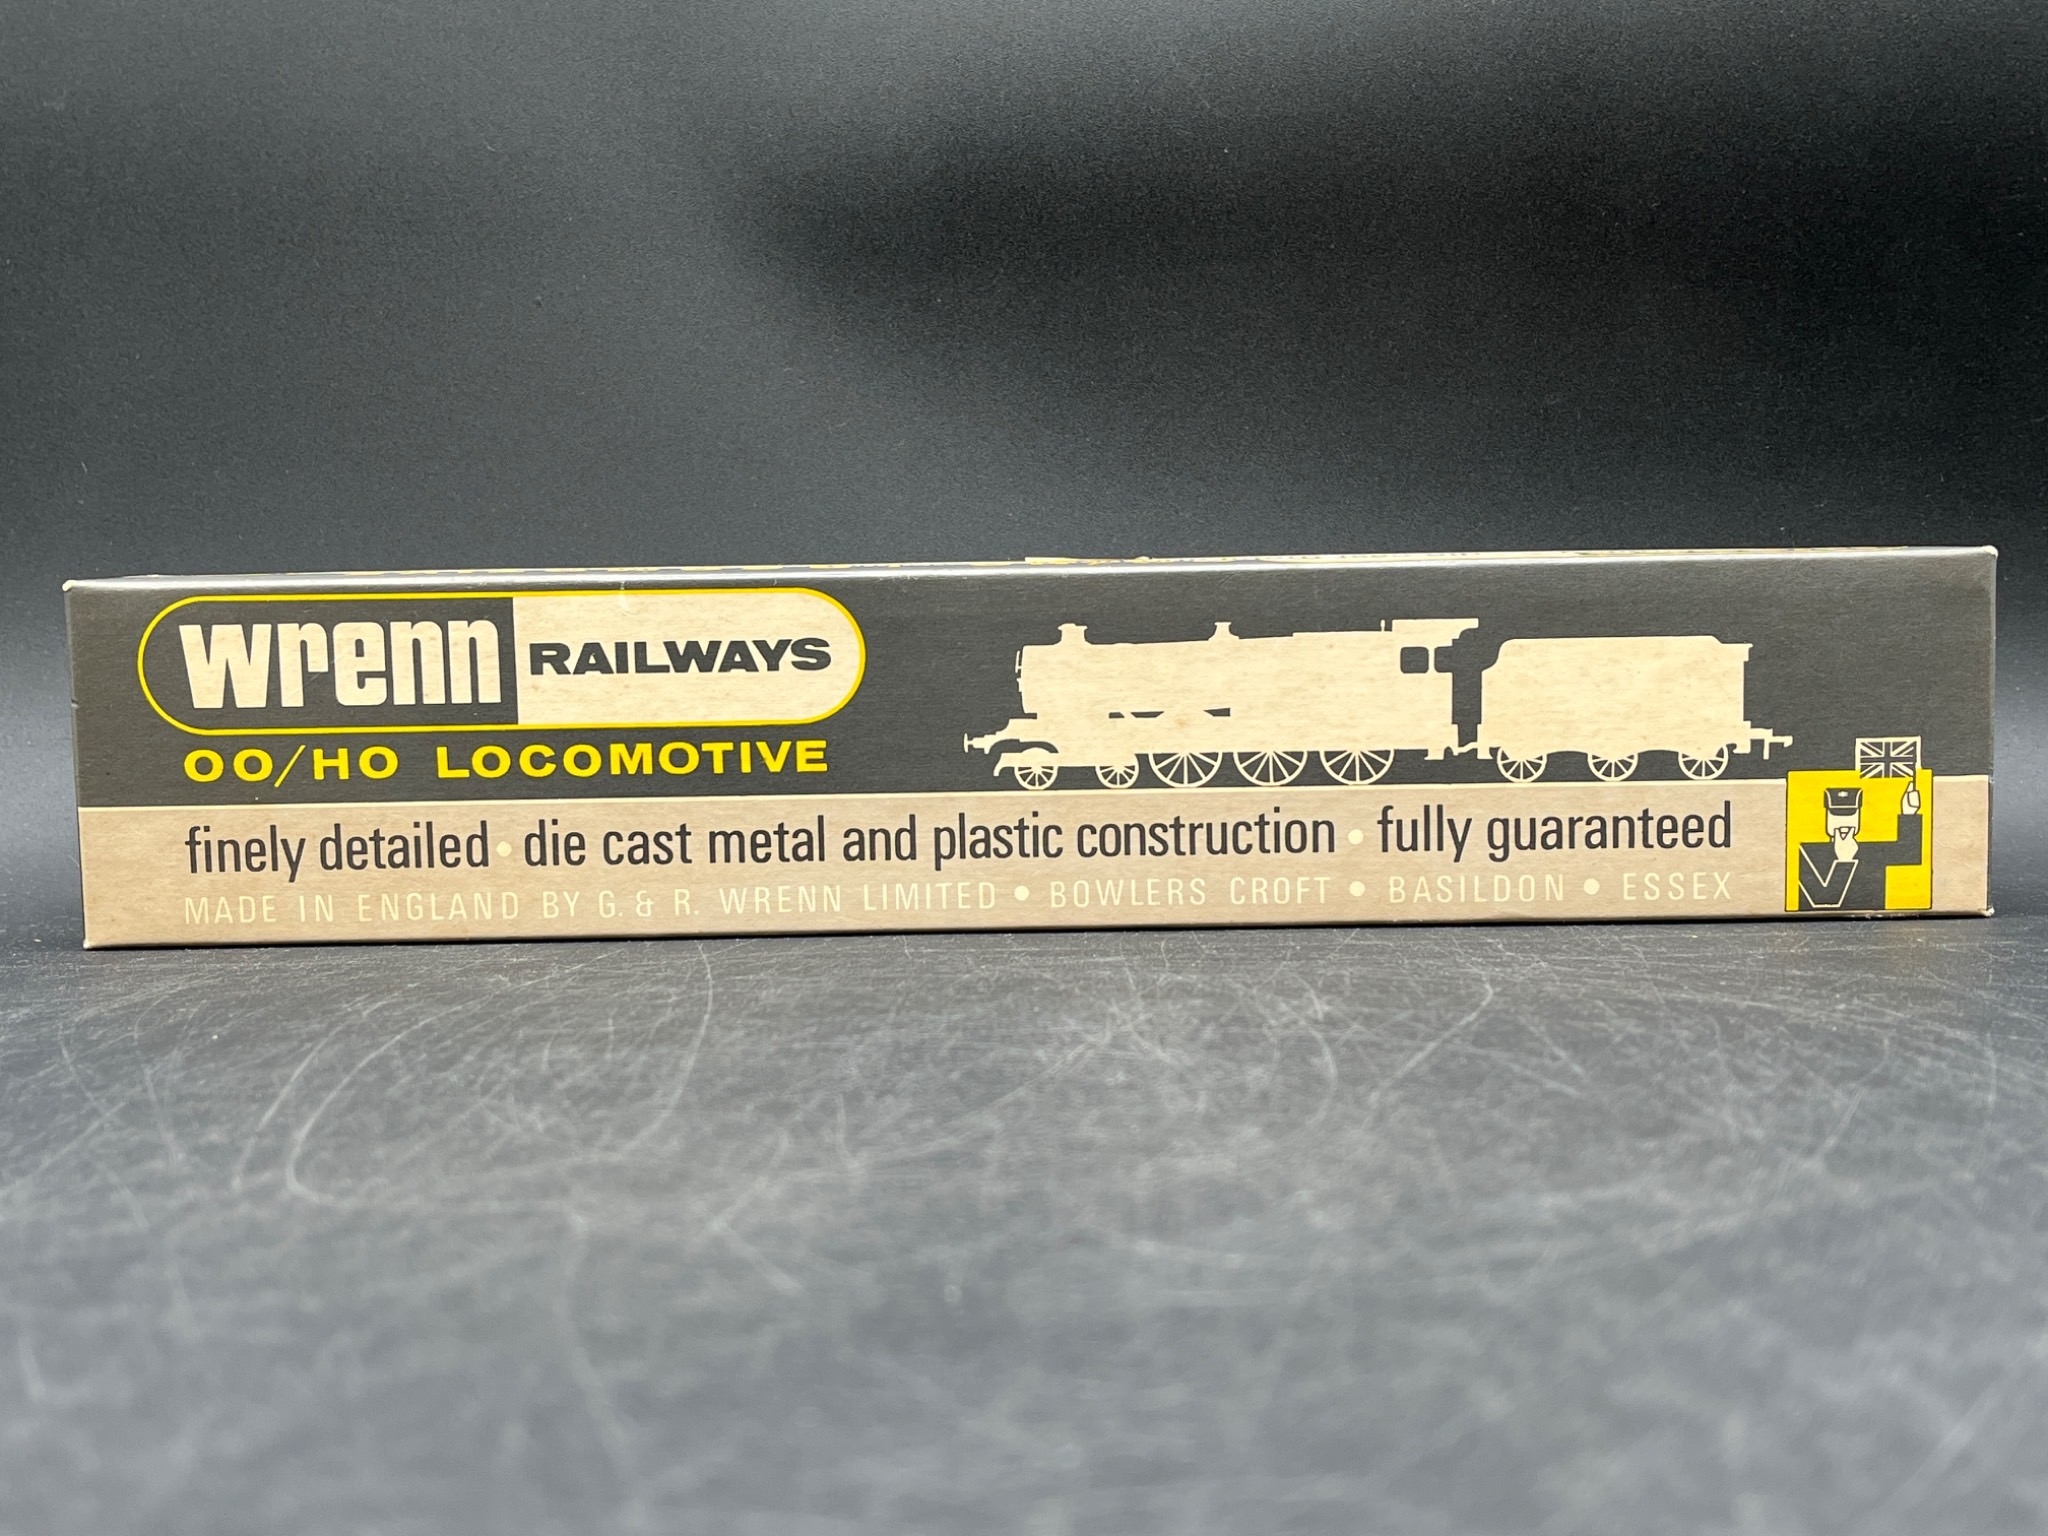 wrenn RAILWAYS
OO/HO LOCOMOTIVE
finely detailed • die cast metal and plastic construction • fully guaranteed
MADE IN ENGLAND BY G. & R. WRENN LIMITED • BOWLERS CROFT • BASILDON • ESSEX